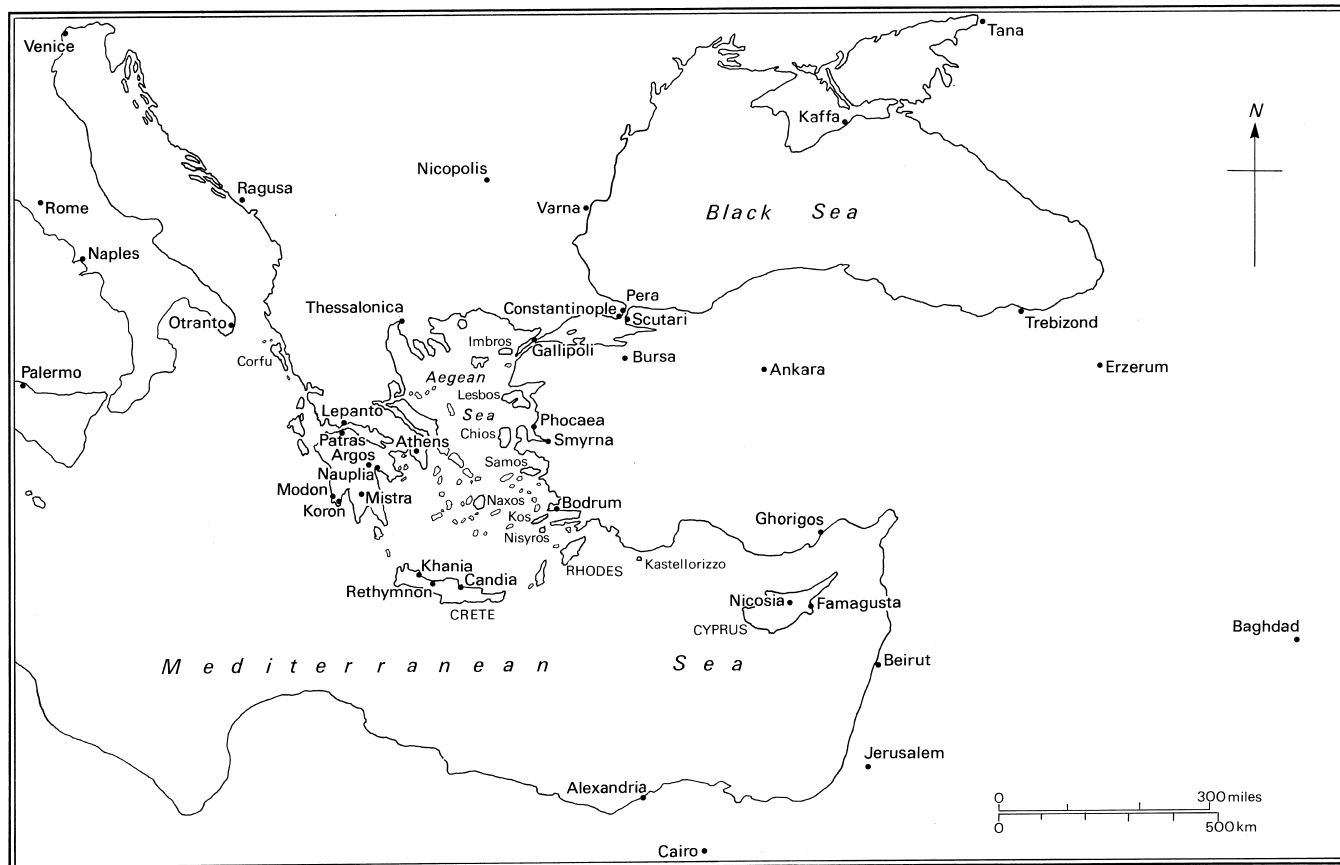 Venice
Tana
N
Kaffa
Nicopolis
Ragusa
Rome
Varna
Black Sea
Naples
Pera
Thessalonica
Constantinople
Scutari
Otranto
Trebizond
Imbros
Gallipoli
Corfu
Bursa
Palermo
Aegean
Ankara
Erzerum
Lesbos
Lepanto
Sea
Phocaea
Patras
Athens
Chios
Smyrna
Argos
Samos
Nauplia
Modon
Mistra
Naxos
Bodrum
Koron
Kos
Ghorigos
Nisyros
Khania
RHODES
Kastellorizzo
Rethymnon
Candia
CRETE
Nicosia
Famagusta
CYPRUS
Baghdad
Mediterranean Sea
Beirut
Jerusalem
Alexandria
0 300 miles
0 500 km
Cairo